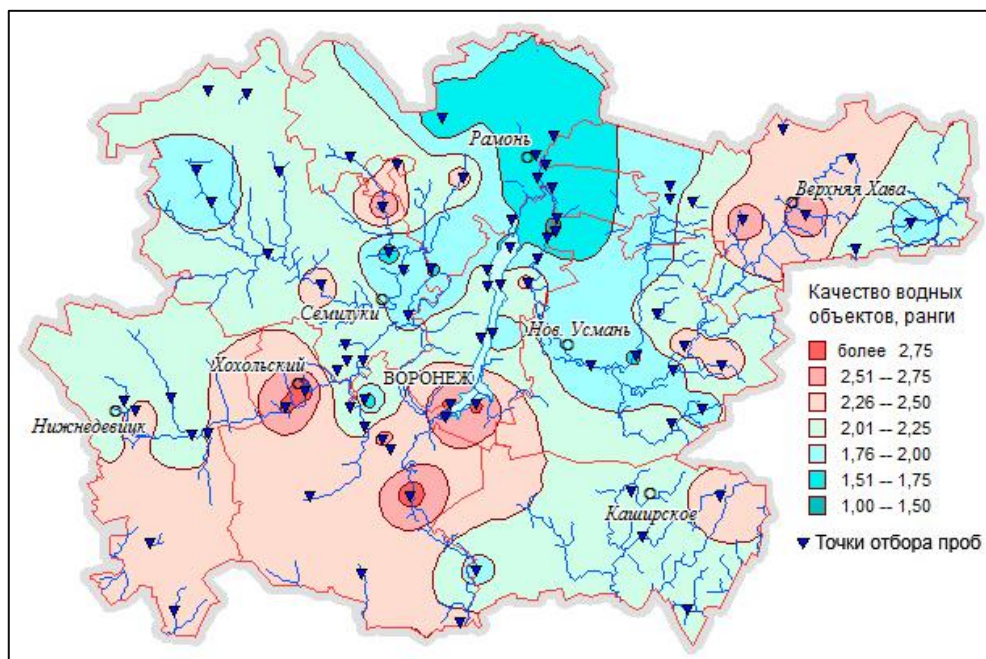 Рамонь
Верхняя Хава
Семилуки
Нов. Усмань
Хохольский
ВОРОНЕЖ
Нижнедевицк
Каширское
Качество водных
объектов, ранги
более 2,75
2,51 -- 2,75
2,26 -- 2,50
2,01 -- 2,25
1,76 -- 2,00
1,51 -- 1,75
1,00 -- 1,50
Точки отбора проб